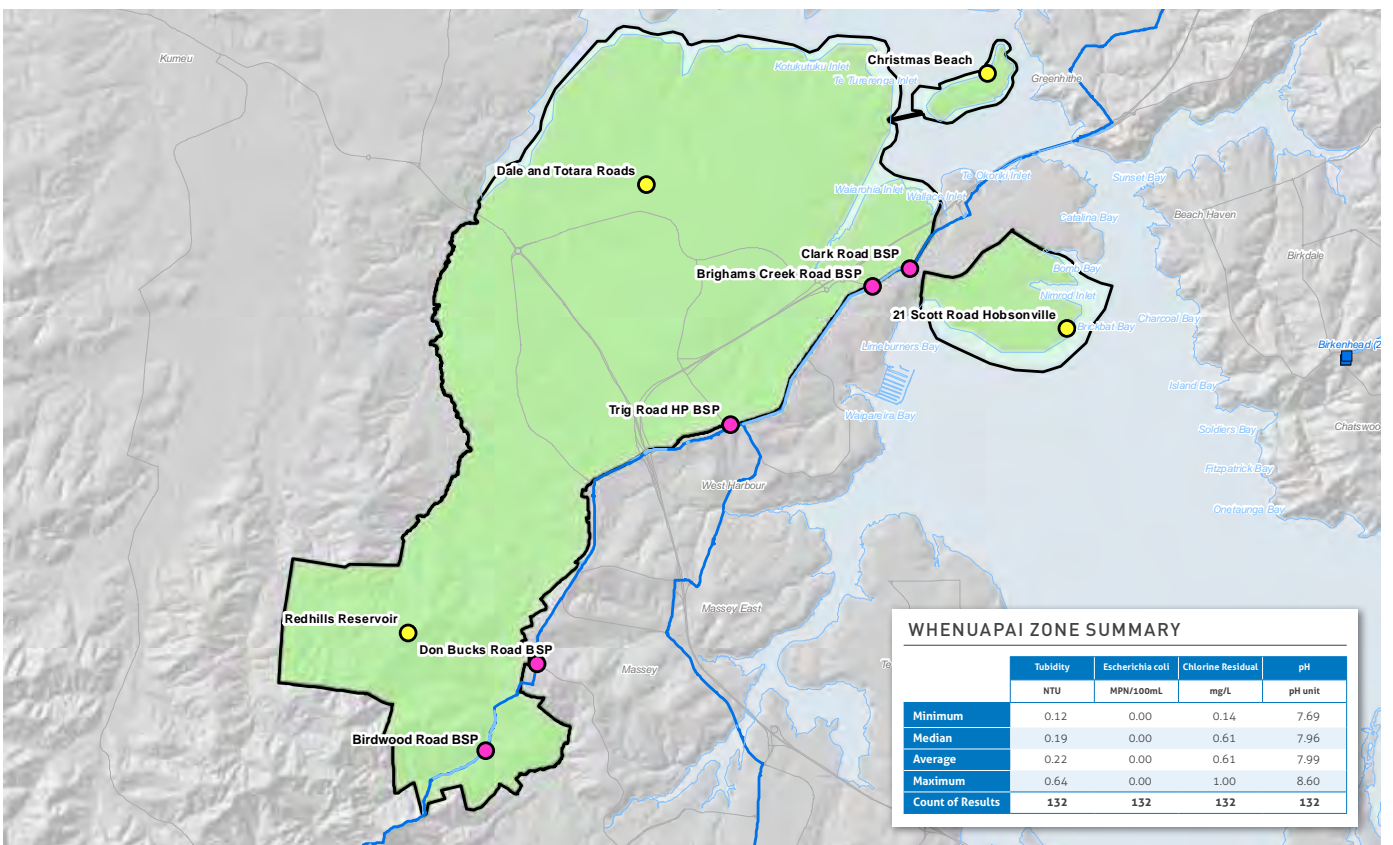 Kumeu
Kotukutuku Inlet
Christmas Beach
Te Turerenga Inlet
Greenhithe
Dale and Totara Roads
Te Okoriki Inlet
Sunset Bay
Waiarohia Inlet
Wallace Inlet
Catalina Bay
Beach Haven
Clark Road BSP
Birkdale
Brighams Creek Road BSP
Bomb Bay
Nimrod Inlet
21 Scott Road Hobsonville
Brickbat Bay
Charcoal Bay
Limeburners Bay
Birkenhead (2
Island Bay
Trig Road HP BSP
Waipareira Bay
Soldiers Bay
Chatswoo
Fitzpatrick Bay
West Harbour
Onetaunga Bay
Redhills Reservoir
Massey East
Don Bucks Road BSP
Massey
Te
Birdwood Road BSP
WHENUAPAI ZONE SUMMARY
Tubidity Escherichia coli Chlorine Residual pH
NTU MPN/100mL mg/L pH unit
Minimum 0.12 0.00 0.14 7.69
Median 0.19 0.00 0.61 7.96
Average 0.22 0.00 0.61 7.99
Maximum 0.64 0.00 1.00 8.60
Count of Results 132 132 132 132